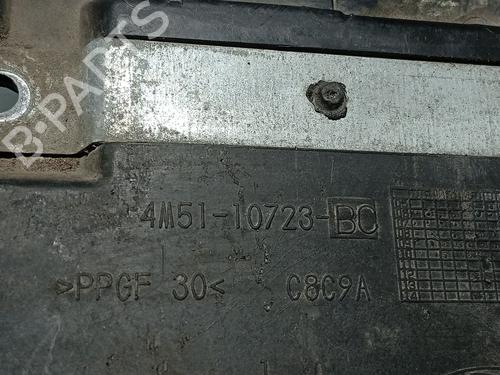 B-PARTS
4M51-10723-BC
>PPGF 30<
C8C9A